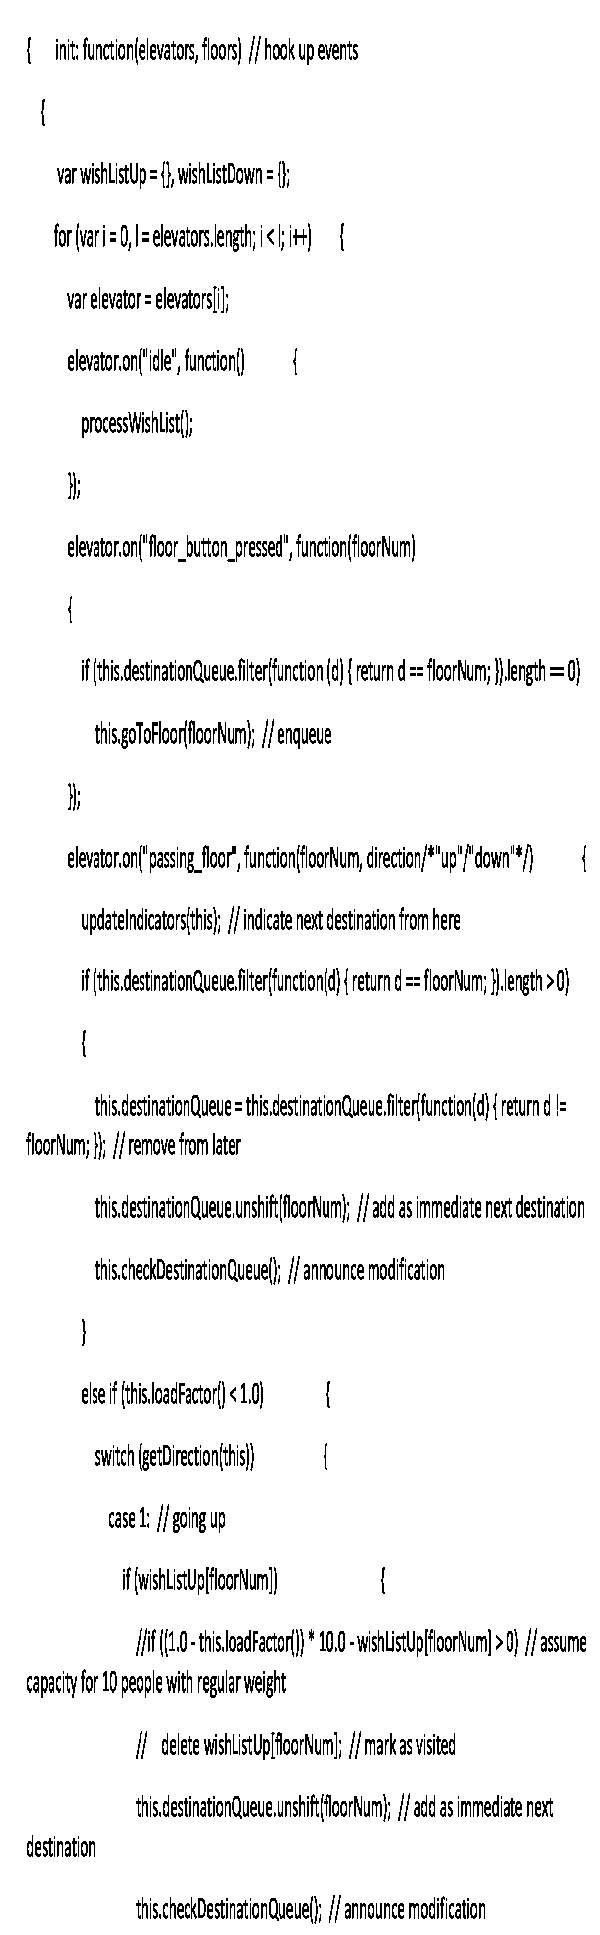 { init: function(elevators, floors) // hook up events
{
var wishListUp = {}, wishListDown = {};
for (var i = 0, l = elevators.length; i < l; i++) {
var elevator = elevators[i];
elevator.on("idle", function() {
processWishList();
});
elevator.on("floor_button_pressed", function(floorNum)
{
if (this.destinationQueue.filter(function (d) { return d == floorNum; }).length == 0)
this.goToFloor(floorNum); // enqueue
});
elevator.on("passing_floor", function(floorNum, direction/*"up"/"down"*/) {
updateIndicators(this); // indicate next destination from here
if (this.destinationQueue.filter(function(d) { return d == floorNum; }).length > 0)
{
this.destinationQueue = this.destinationQueue.filter(function(d) { return d !=
floorNum; }); // remove from later
this.destinationQueue.unshift(floorNum); // add as immediate next destination
this.checkDestinationQueue(); // announce modification
}
else if (this.loadFactor() < 1.0) {
switch (getDirection(this)) {
case 1: // going up
if (wishListUp[floorNum]) {
//if ((1.0 - this.loadFactor()) * 10.0 - wishListUp[floorNum] > 0) // assume
capacity for 10 people with regular weight
// delete wishListUp[floorNum]; // mark as visited
this.destinationQueue.unshift(floorNum); // add as immediate next
destination
this.checkDestinationQueue(); // announce modification